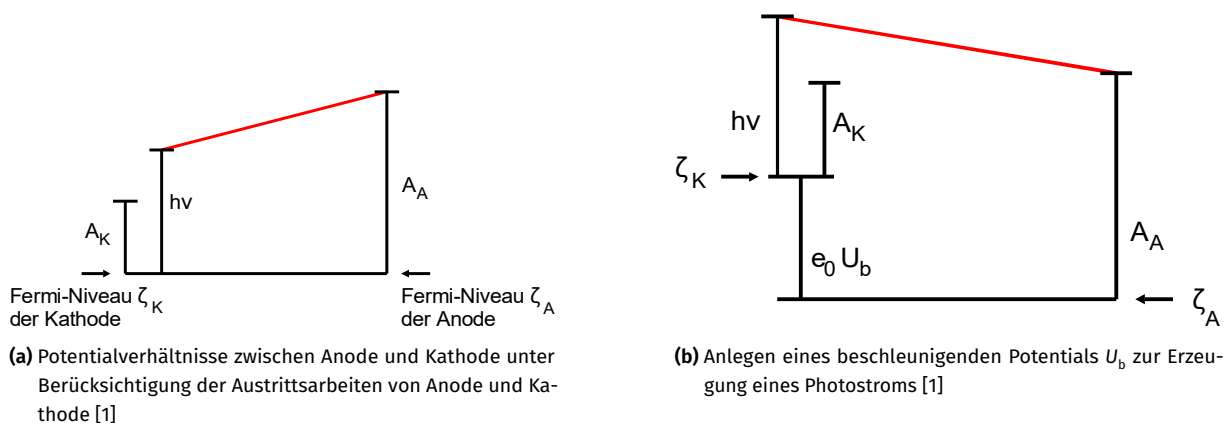 A_K
hν
A_A
Fermi-Niveau ζ_K
der Kathode
Fermi-Niveau ζ_A
der Anode
(a) Potentialverhältnisse zwischen Anode und Kathode unter
Berücksichtigung der Austrittsarbeiten von Anode und Ka-
thode [1]
hν
A_K
ζ_K
e_0 U_b
A_A
ζ_A
(b) Anlegen eines beschleunigenden Potentials U_b zur Erzeu-
gung eines Photostroms [1]